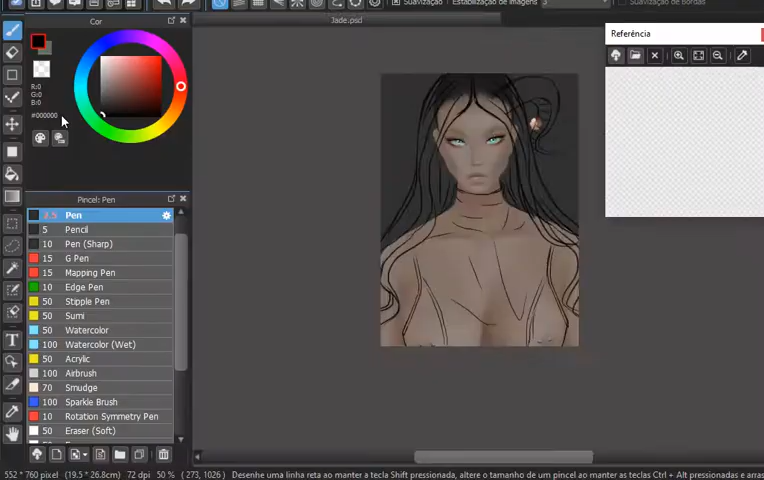 Suavização
Estabilização de Imagens
3
Suavização de Bordas
Cor
Jade.psd
Referência
R:0
G:0
B:0
#000000
Pincel: Pen
Pen
5 Pencil
10 Pen (Sharp)
15 G Pen
15 Mapping Pen
10 Edge Pen
50 Stipple Pen
50 Sumi
50 Watercolor
100 Watercolor (Wet)
50 Acrylic
100 Airbrush
70 Smudge
100 Sparkle Brush
10 Rotation Symmetry Pen
50 Eraser (Soft)
552 * 760 pixel (19.5 * 26.8cm) 72 dpi 50 % ( 273, 1026 ) Desenhe uma linha reta ao manter a tecla Shift pressionada, altere o tamanho de um pincel ao manter as teclas Ctrl + Alt pressionadas e arras